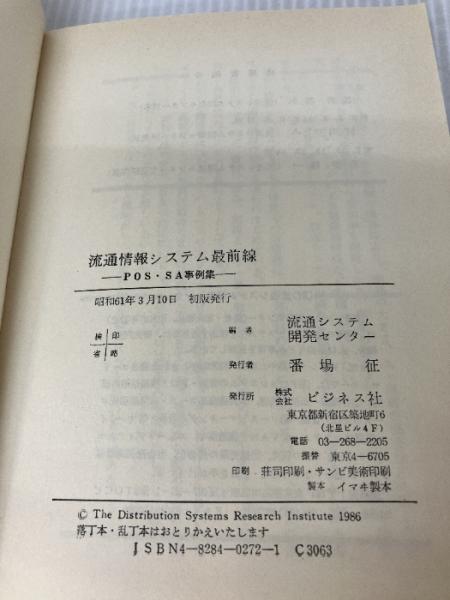 流通情報システム最前線
——POS・SA事例集——
昭和61年3月10日 初版発行
検印
省略
編者 流通システム
開発センター
発行者 番場 征
発行所 株式会社 ビジネス社
東京都新宿区築地町6
(北星ビル4F)
電話 03-268-2205
振替 東京4-6705
印刷 荘司印刷・サンビ美術印刷
製本 イマヰ製本
© The Distribution Systems Research Institute 1986
落丁本・乱丁本はおとりかえいたします
ISBN4-8284-0272-1 C3063